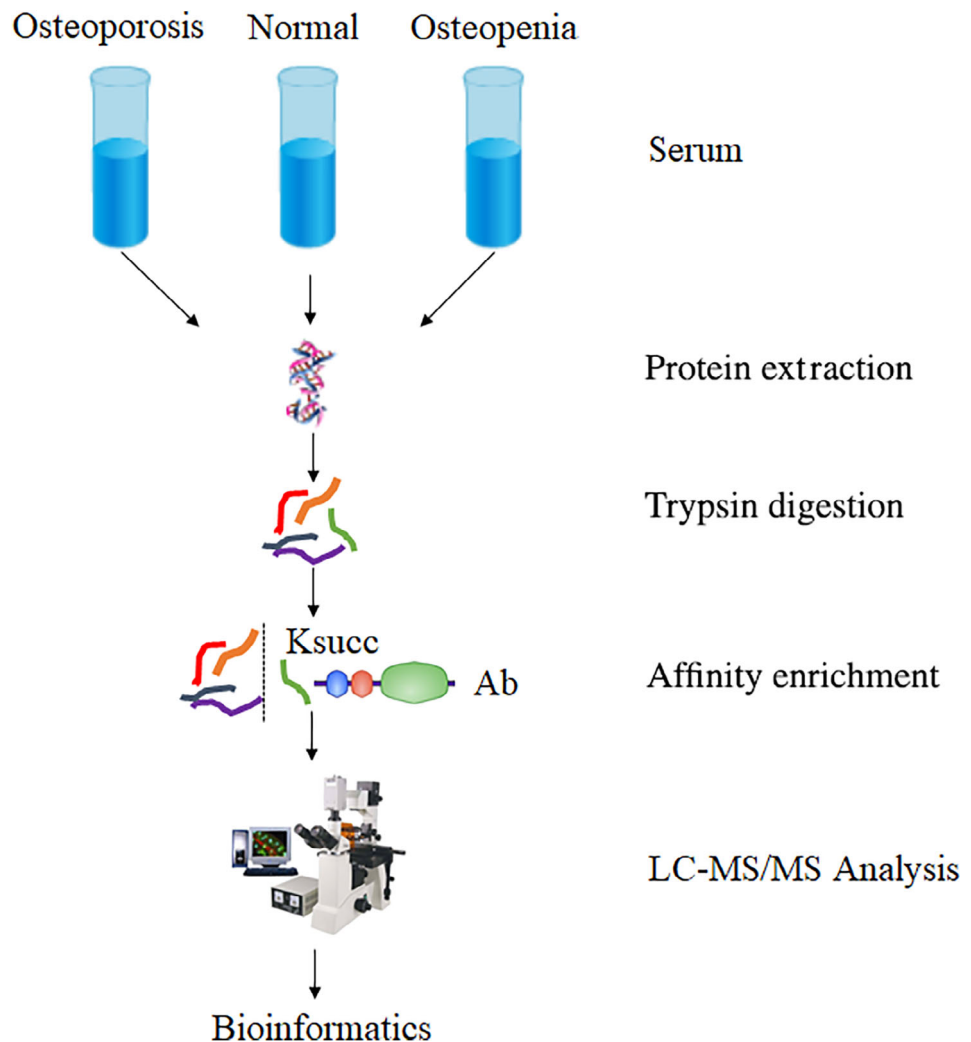 Osteoporosis Normal Osteopenia
Serum
Protein extraction
Trypsin digestion
Ksucc
Ab
Affinity enrichment
LC-MS/MS Analysis
Bioinformatics